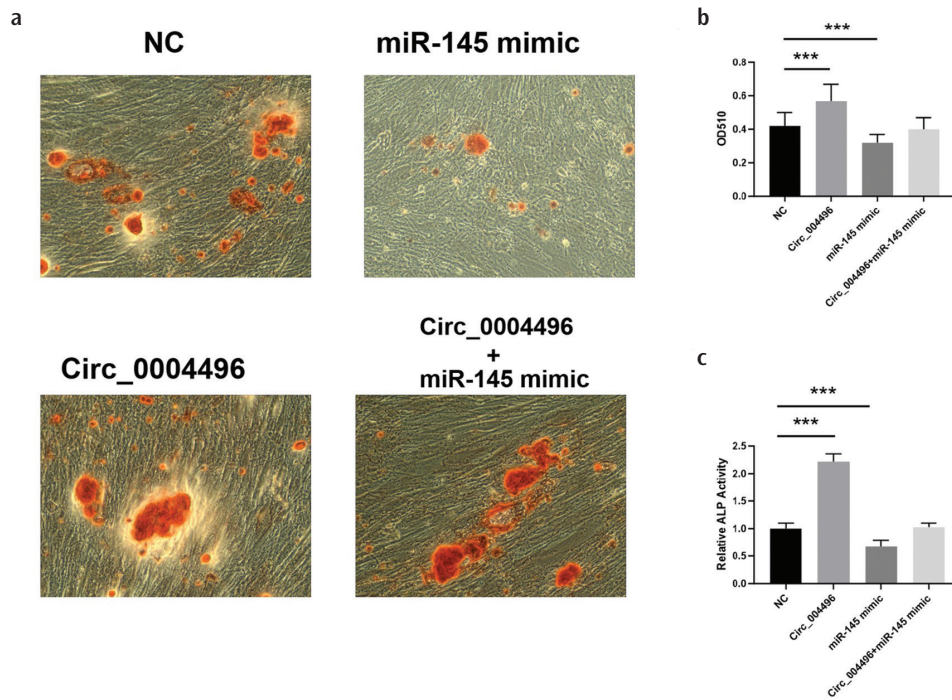 a
NC
miR-145 mimic
Circ_0004496
Circ_0004496
+
miR-145 mimic
b
***
***
OD510
0.8
0.6
0.4
0.2
0.0
NC
Circ_004496
miR-145 mimic
Circ_004496+miR-145 mimic
c
***
***
Relative ALP Activity
2.5
2.0
1.5
1.0
0.5
0.0
NC
Circ_004496
miR-145 mimic
Circ_004496+miR-145 mimic